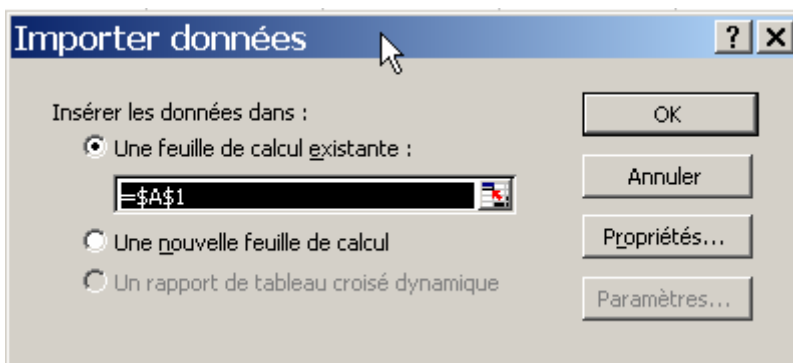 Importer données
Insérer les données dans :
Une feuille de calcul existante :
=$A$1
Une nouvelle feuille de calcul
Un rapport de tableau croisé dynamique
OK
Annuler
Propriétés...
Paramètres...